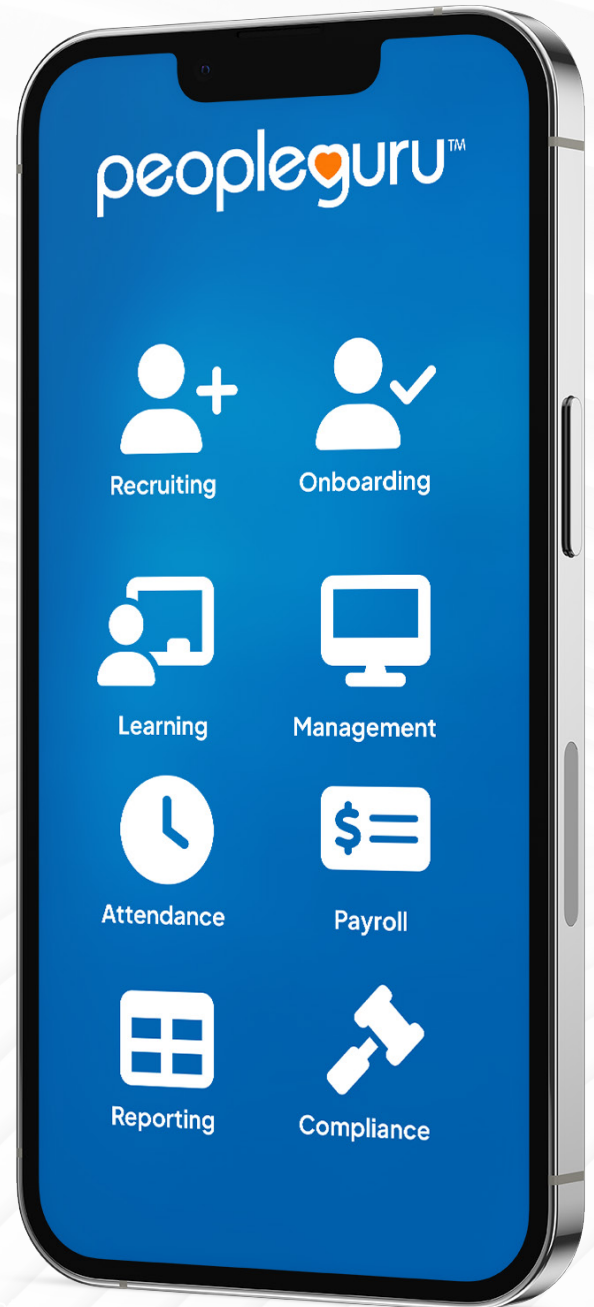 peopleguru™
Recruiting Onboarding
Learning Management
Attendance Payroll
Reporting Compliance